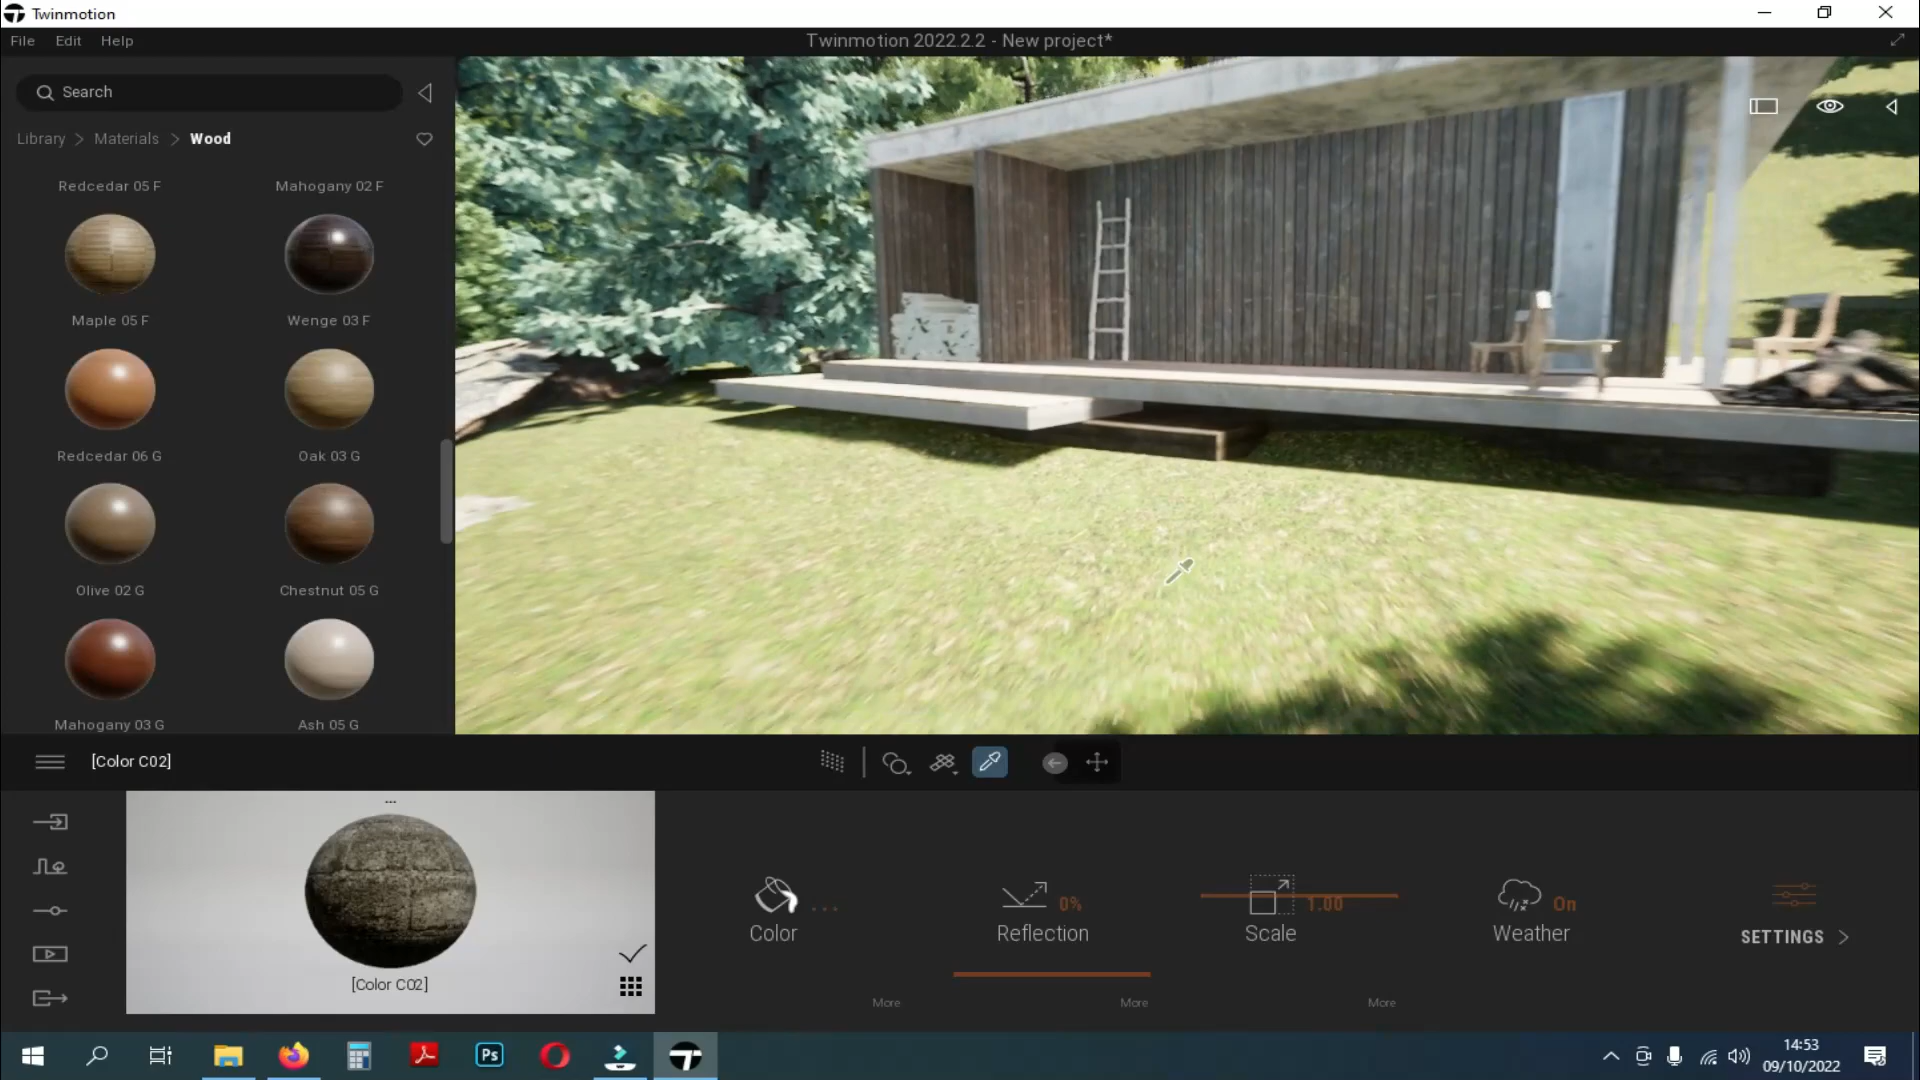 Twinmotion
File Edit Help
Twinmotion 2022.2.2 - New project*
Search
Library > Materials > Wood
Redcedar 05 F
Mahogany 02 F
Maple 05 F
Wenge 03 F
Redcedar 06 G
Oak 03 G
Olive 02 G
Chestnut 05 G
Mahogany 03 G
Ash 05 G
[Color C02]
...
[Color C02]
...
Color
More
0%
Reflection
More
1.00
Scale
More
On
Weather
SETTINGS >
Ps
14:53
09/10/2022